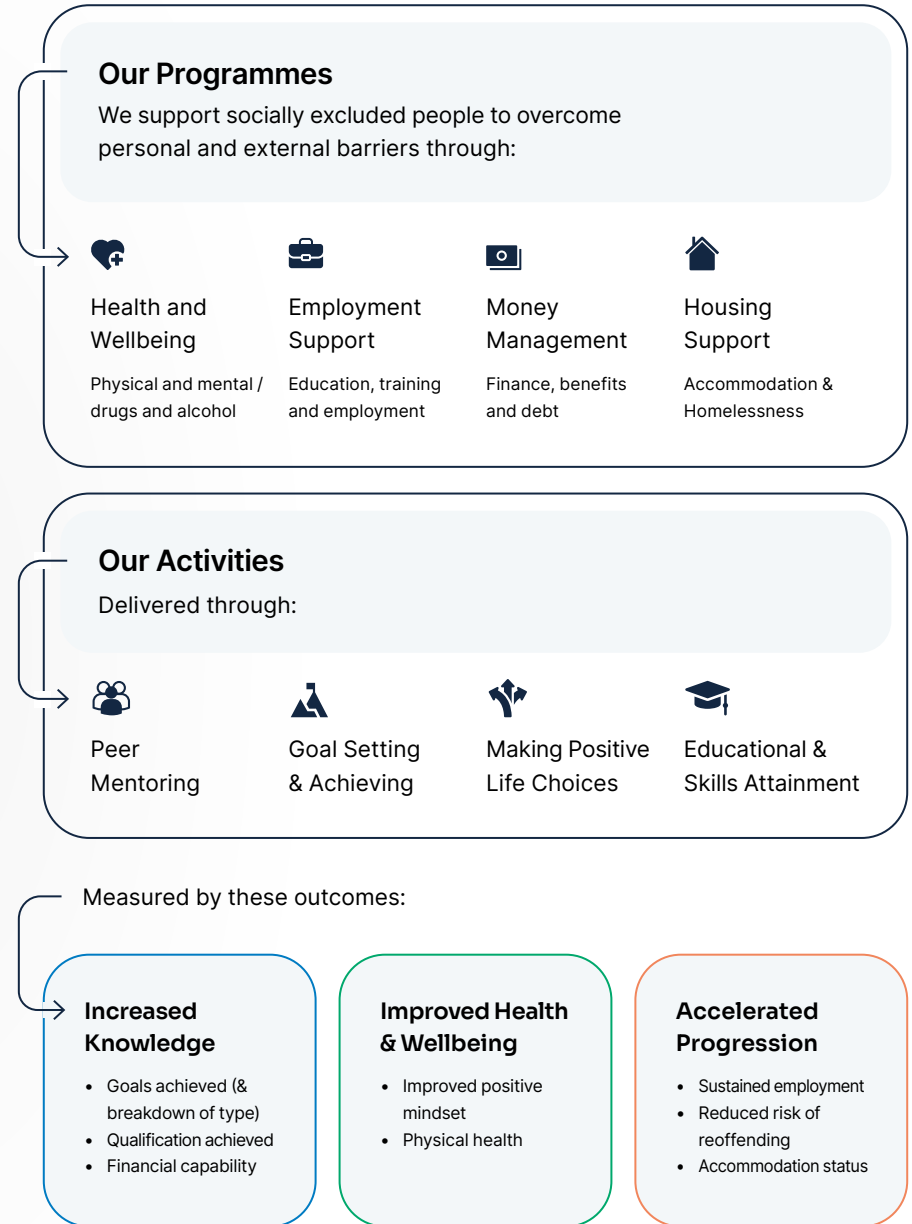 Our Programmes
We support socially excluded people to overcome
personal and external barriers through:
Health and
Wellbeing
Physical and mental /
drugs and alcohol
Employment
Support
Education, training
and employment
Money
Management
Finance, benefits
and debt
Housing
Support
Accommodation &
Homelessness
Our Activities
Delivered through:
Peer
Mentoring
Goal Setting
& Achieving
Making Positive
Life Choices
Educational &
Skills Attainment
Measured by these outcomes:
Increased
Knowledge
• Goals achieved (&
breakdown of type)
• Qualification achieved
• Financial capability
Improved Health
& Wellbeing
• Improved positive
mindset
• Physical health
Accelerated
Progression
• Sustained employment
• Reduced risk of
reoffending
• Accommodation status